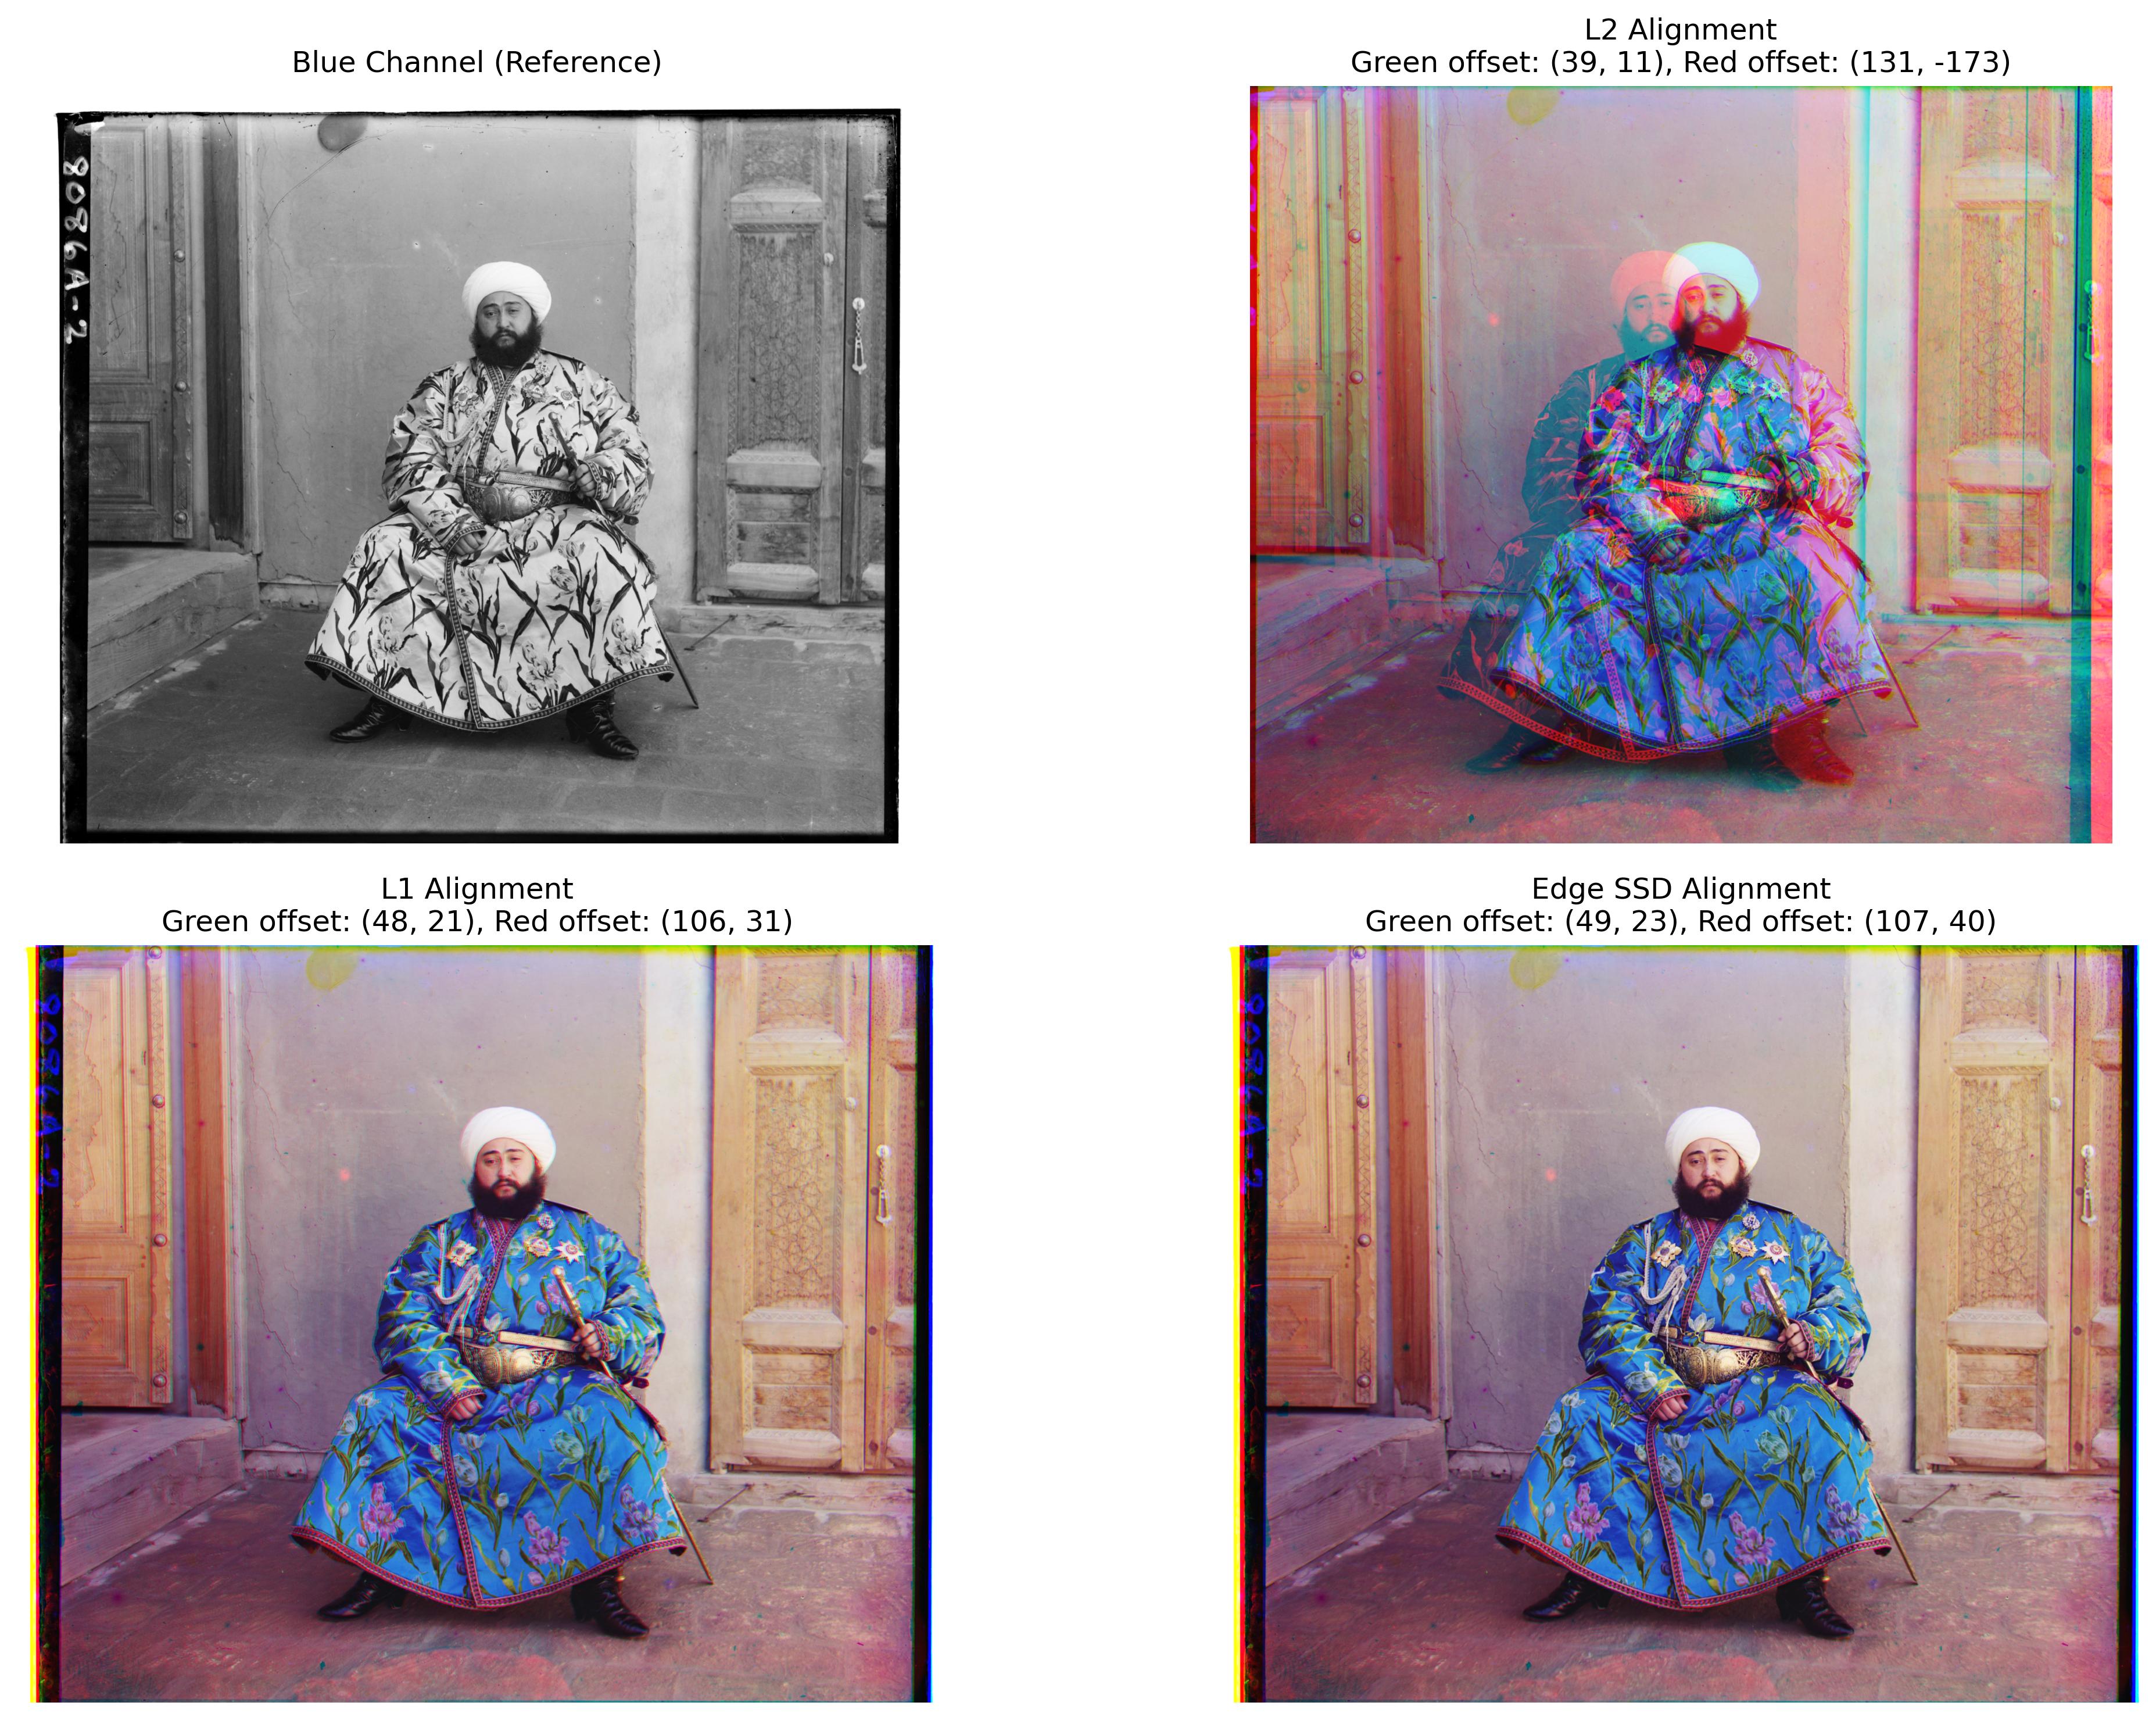 Blue Channel (Reference)
L2 Alignment
Green offset: (39, 11), Red offset: (131, -173)
8086A-2
L1 Alignment
Green offset: (48, 21), Red offset: (106, 31)
Edge SSD Alignment
Green offset: (49, 23), Red offset: (107, 40)
8086A-2
8086A-2